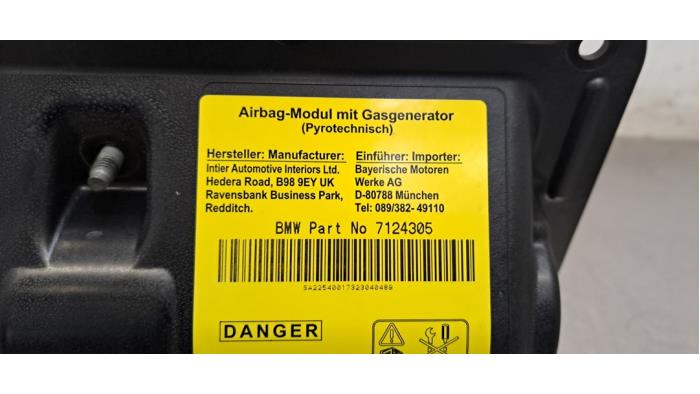 Airbag-Modul mit Gasgenerator
(Pyrotechnisch)
Hersteller: Manufacturer:
Intier Automotive Interiors Ltd.
Hedera Road, B98 9EY UK
Ravensbank Business Park,
Redditch.
Einführer: Importer:
Bayerische Motoren
Werke AG
D-80788 München
Tel: 089/382- 49110
BMW Part No 7124305
SA22540017323040489
DANGER